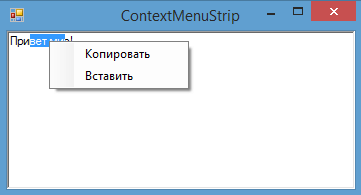 ContextMenuStrip
Привет мир!
Копировать
Вставить